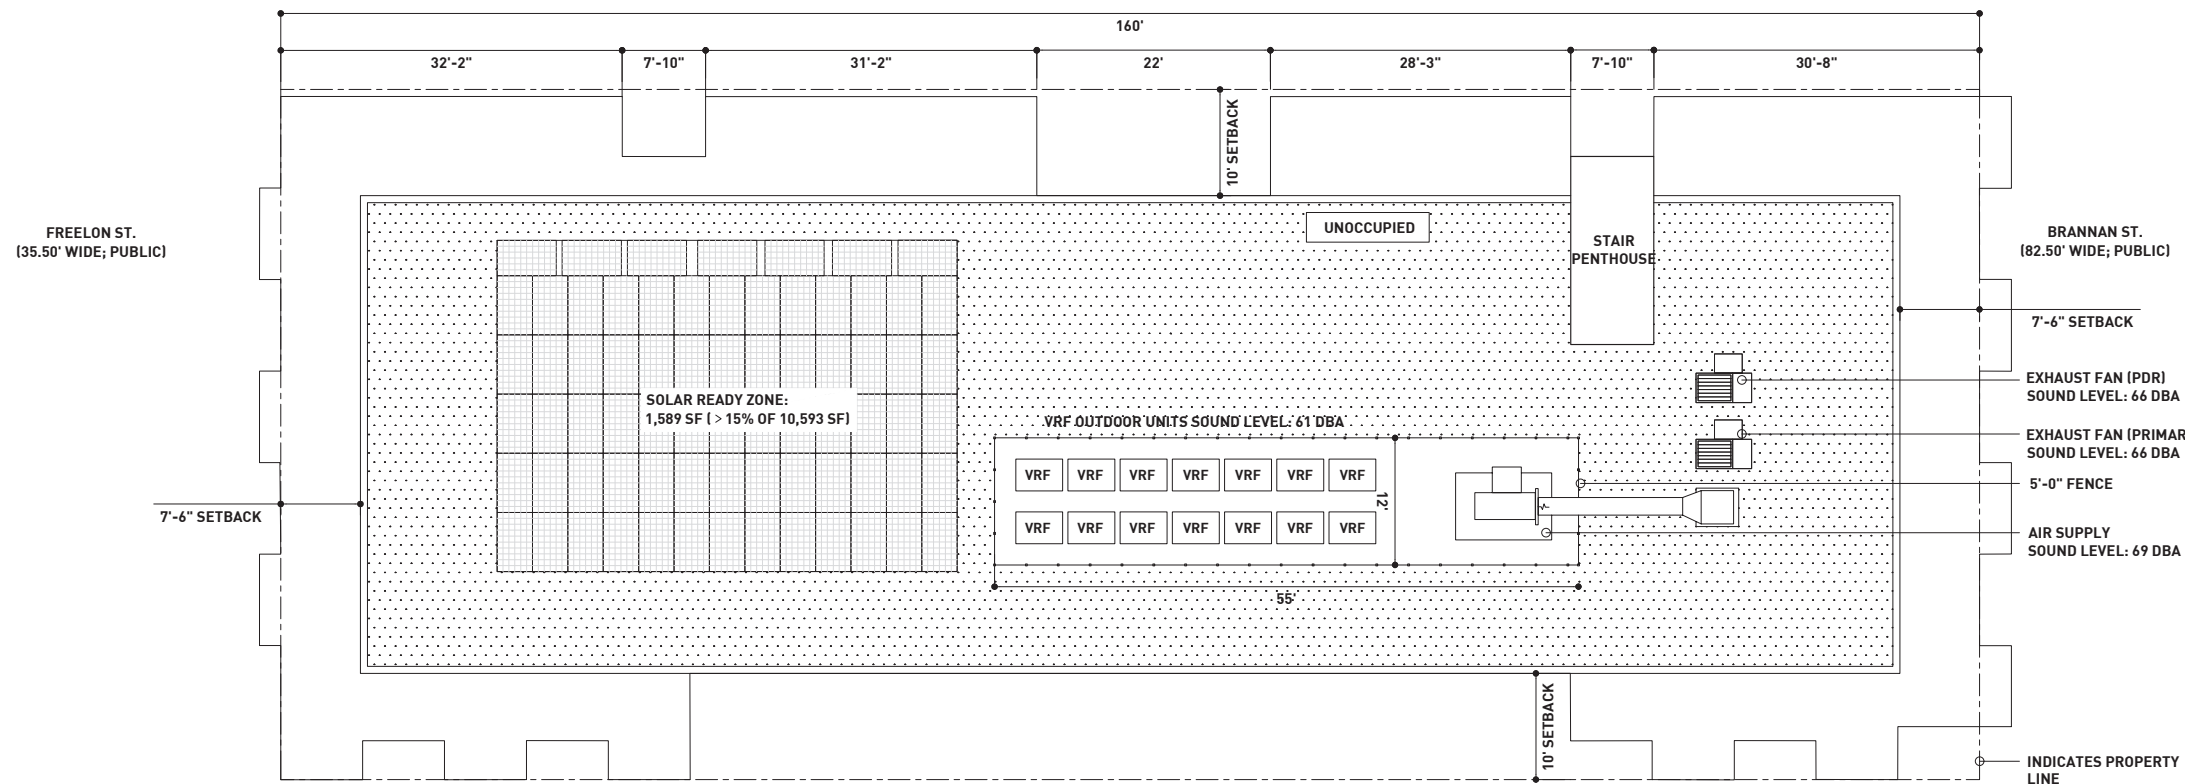 160'
32'-2"
7'-10"
31'-2"
22'
28'-3"
7'-10"
30'-8"
10' SETBACK
FREELON ST.
(35.50' WIDE; PUBLIC)
UNOCCUPIED
STAIR
PENTHOUSE
BRANNAN ST.
(82.50' WIDE; PUBLIC)
7'-6" SETBACK
EXHAUST FAN (PDR)
SOUND LEVEL: 66 DBA
SOLAR READY ZONE:
1,589 SF ( > 15% OF 10,593 SF)
VRF OUTDOOR UNITS SOUND LEVEL: 61 DBA
EXHAUST FAN (PRIMAR
SOUND LEVEL: 66 DBA
VRF VRF VRF VRF VRF VRF VRF
12'
5'-0" FENCE
7'-6" SETBACK
VRF VRF VRF VRF VRF VRF VRF
AIR SUPPLY
SOUND LEVEL: 69 DBA
55'
10' SETBACK
INDICATES PROPERTY
LINE